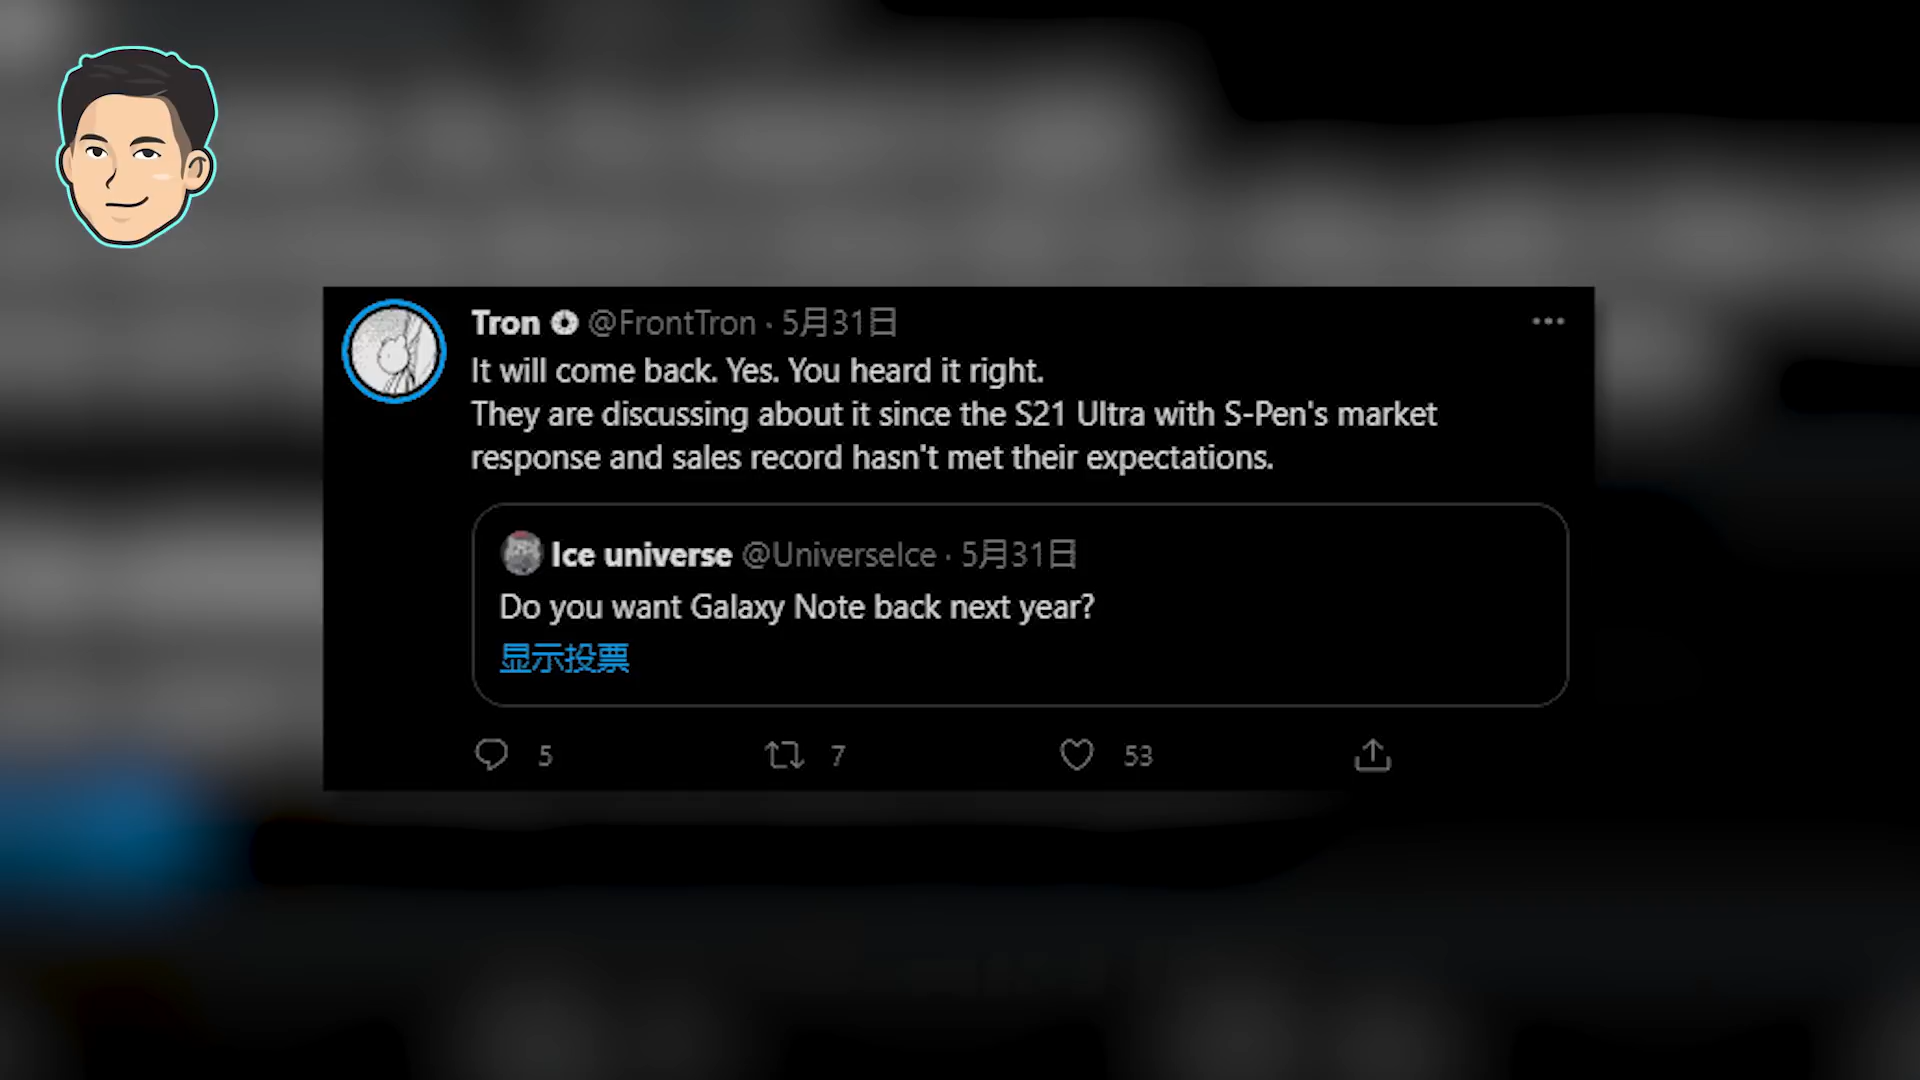 Tron @FrontTron · 5月31日
It will come back. Yes. You heard it right.
They are discussing about it since the S21 Ultra with S-Pen's market
response and sales record hasn't met their expectations.
Ice universe @UniverseIce · 5月31日
Do you want Galaxy Note back next year?
显示投票
5 7 53